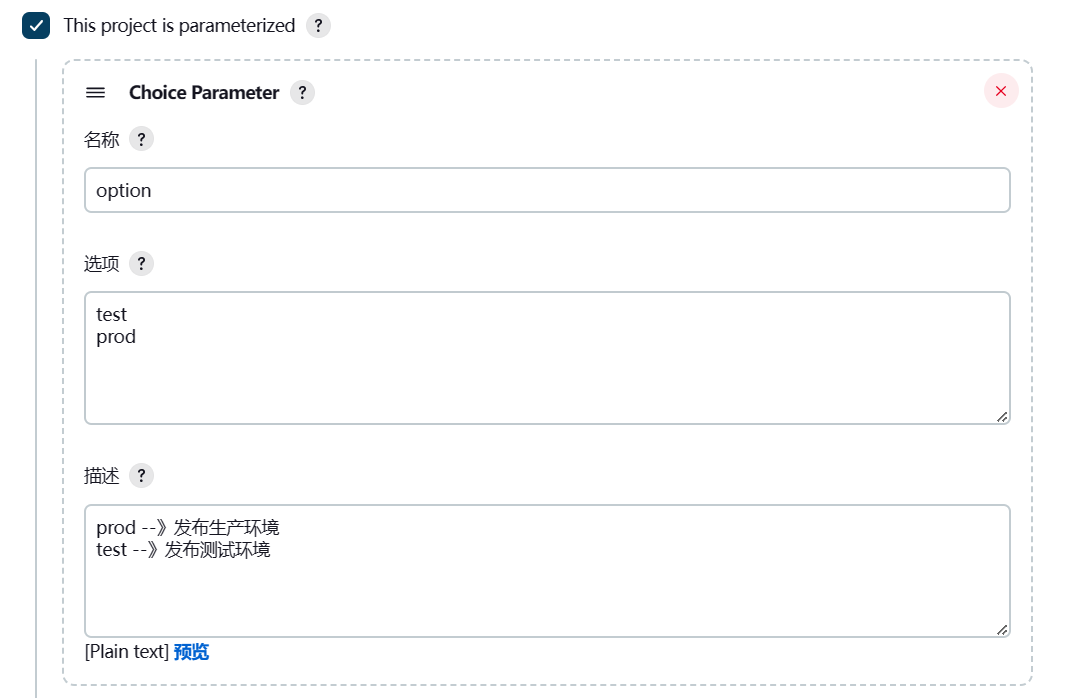 This project is parameterized ?
Choice Parameter ?
名称 ?
option
选项 ?
test
prod
描述 ?
prod --》发布生产环境
test --》发布测试环境
[Plain text] 预览